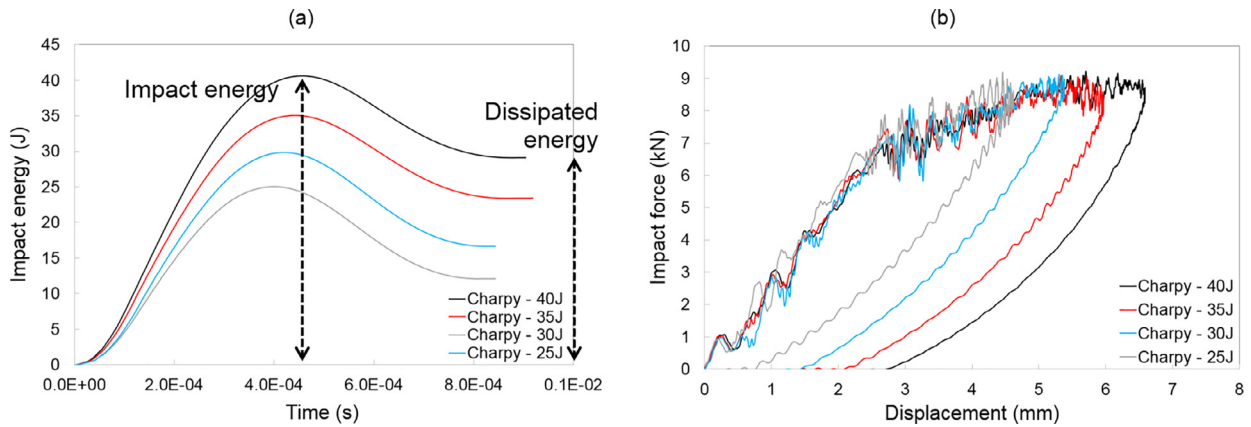 (a)
Impact energy (J)
45
40
35
30
25
20
15
10
5
0
Impact energy
Dissipated
energy
Charpy - 40J
Charpy - 35J
Charpy - 30J
Charpy - 25J
0.0E+00 2.0E-04 4.0E-04 6.0E-04 8.0E-04 0.1E-02
Time (s)
(b)
Impact force (kN)
10
9
8
7
6
5
4
3
2
1
0
Charpy - 40J
Charpy - 35J
Charpy - 30J
Charpy - 25J
0 1 2 3 4 5 6 7 8
Displacement (mm)